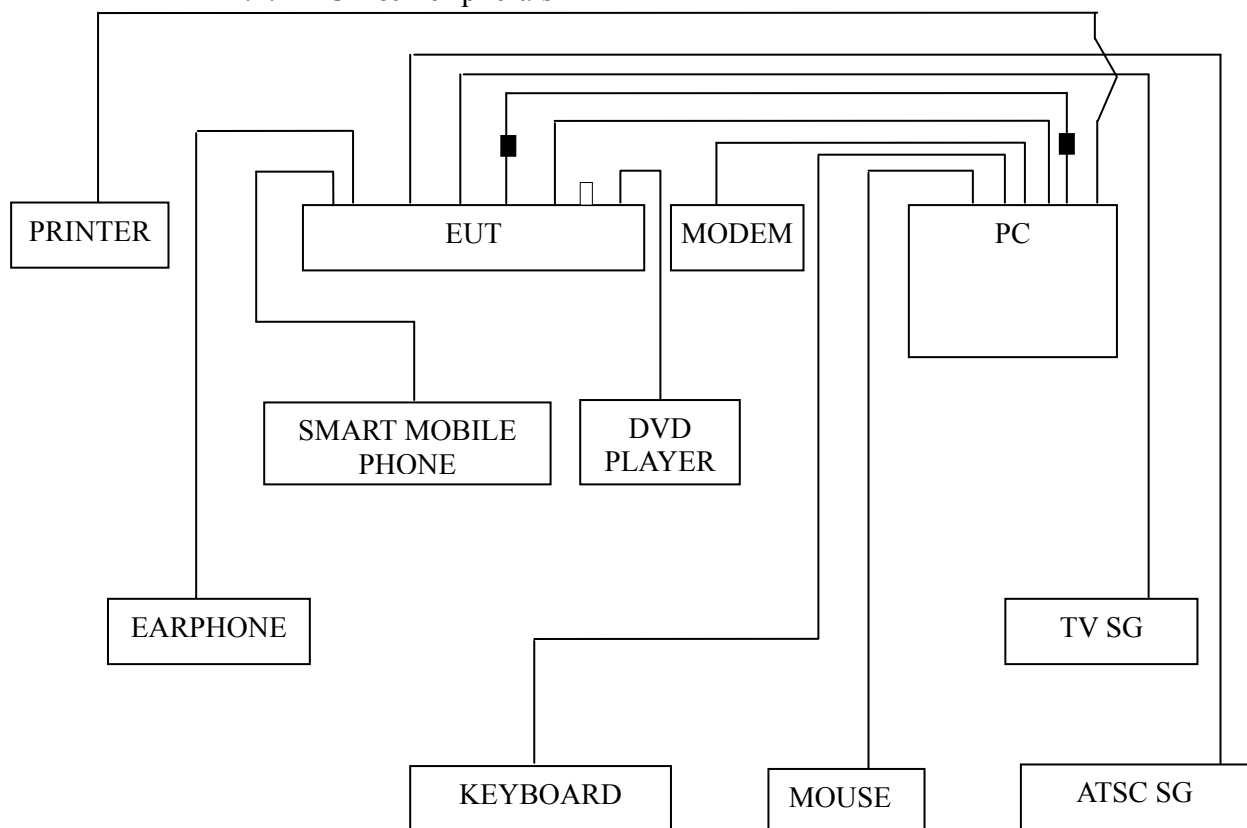 PRINTER
EUT
MODEM
PC
SMART MOBILE
PHONE
DVD
PLAYER
EARPHONE
TV SG
KEYBOARD
MOUSE
ATSC SG